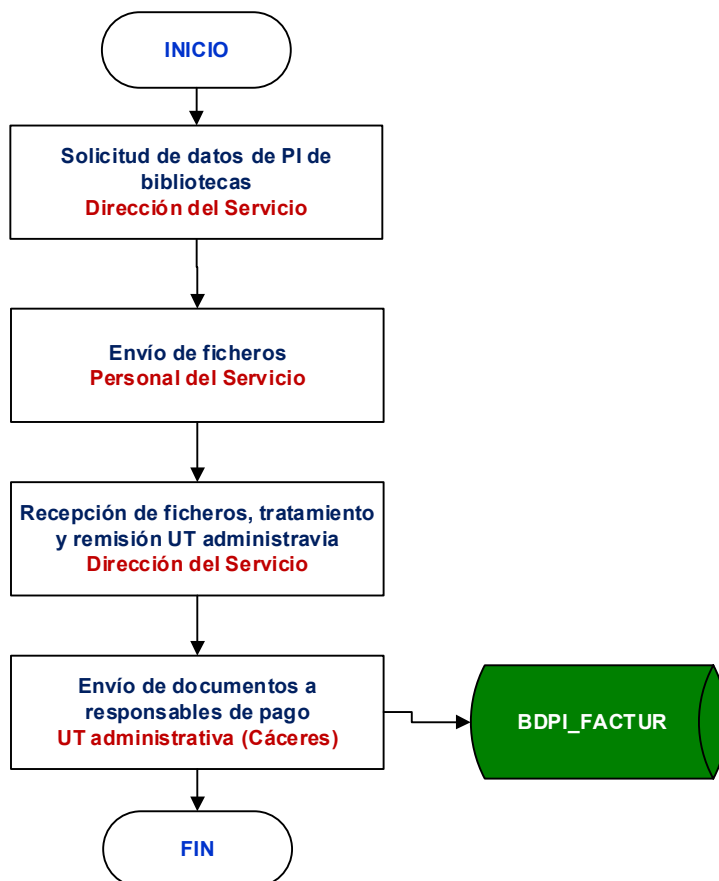 INICIO
Solicitud de datos de PI de
bibliotecas
Dirección del Servicio
Envío de ficheros
Personal del Servicio
Recepción de ficheros, tratamiento
y remisión UT administravia
Dirección del Servicio
Envío de documentos a
responsables de pago
UT administrativa (Cáceres)
BDPI_FACTUR
FIN